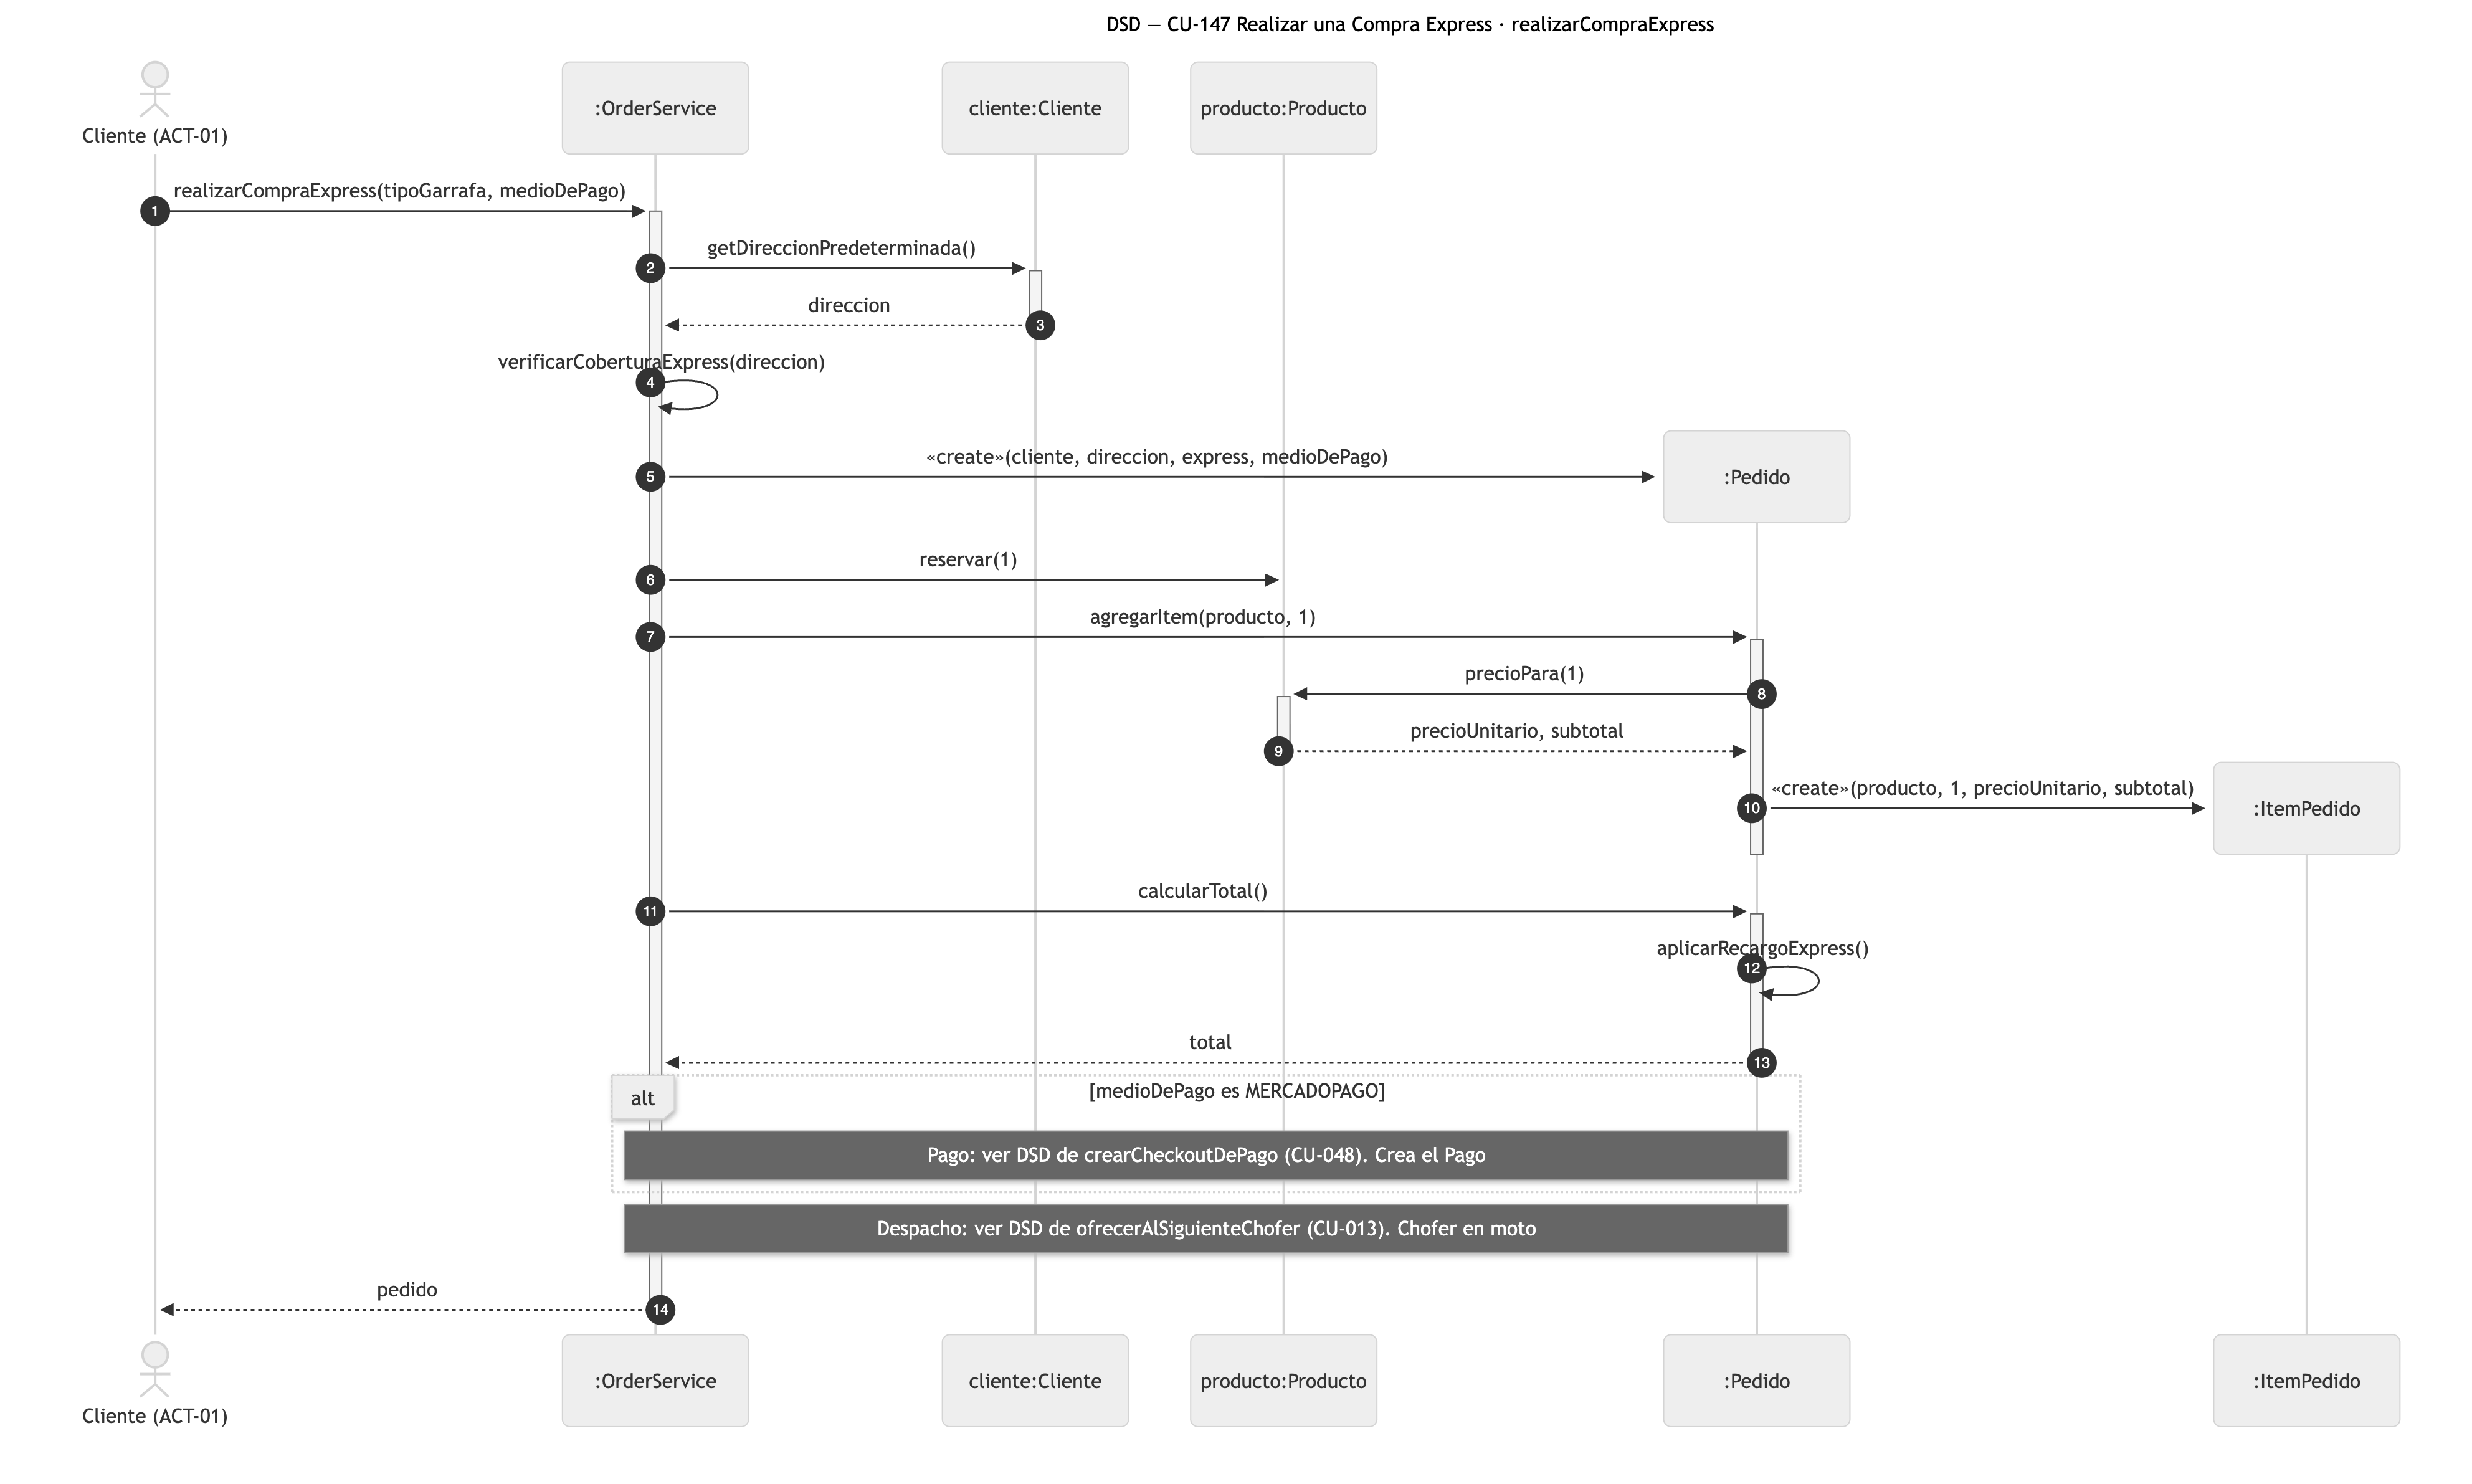 DSD — CU-147 Realizar una Compra Express · realizarCompraExpress
Cliente (ACT-01)
:OrderService
cliente:Cliente
producto:Producto
1
realizarCompraExpress(tipoGarrafa, medioDePago)
2
getDireccionPredeterminada()
direccion
3
verificarCoberturaExpress(direccion)
4
«create»(cliente, direccion, express, medioDePago)
5
:Pedido
reservar(1)
6
agregarItem(producto, 1)
7
precioPara(1)
8
precioUnitario, subtotal
9
«create»(producto, 1, precioUnitario, subtotal)
10
:ItemPedido
calcularTotal()
11
aplicarRecargoExpress()
12
total
13
alt
[medioDePago es MERCADOPAGO]
Pago: ver DSD de crearCheckoutDePago (CU-048). Crea el Pago
Despacho: ver DSD de ofrecerAlSiguienteChofer (CU-013). Chofer en moto
pedido
14
Cliente (ACT-01)
:OrderService
cliente:Cliente
producto:Producto
:Pedido
:ItemPedido